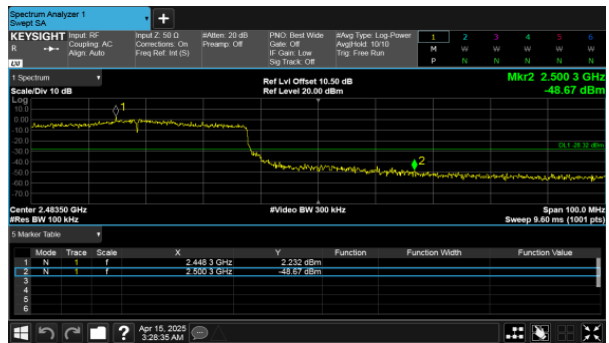 Spectrum Analyzer 1
Swept SA
KEYSIGHT Input: RF Input Z: 50 Ω #Atten: 20 dB PNO: Best Wide #Avg Type: Log-Power 1 2 3 4 5 6
R Coupling: AC Corrections: On Preamp: Off Gate: Off Avg|Hold: 10/10 M W W W W W
Align: Auto Freq Ref: Int (S) IF Gain: Low Trig: Free Run
Sig Track: Off P N N N N N
LXI
1 Spectrum Ref Lvl Offset 10.50 dB Mkr2 2.500 3 GHz
Scale/Div 10 dB Ref Level 20.00 dBm -48.67 dBm
Log
10.0 1
0.00
-10.0
-20.0
-30.0 DL1 -28.32 dBm
-40.0 2
-50.0
-60.0
-70.0
Center 2.48350 GHz #Video BW 300 kHz Span 100.0 MHz
#Res BW 100 kHz Sweep 9.60 ms (1001 pts)
5 Marker Table
Mode Trace Scale X Y Function Function Width Function Value
1 N 1 f 2.448 3 GHz 2.232 dBm
2 N 1 f 2.500 3 GHz -48.67 dBm
3
4
5
6
? Apr 15, 2025
3:28:35 AM